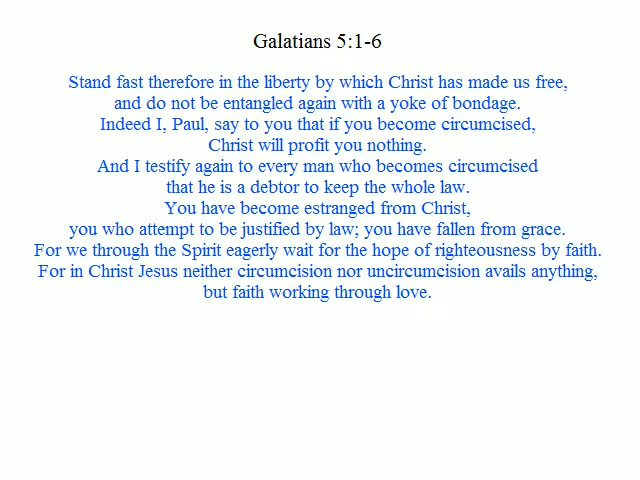 Galatians 5:1-6
Stand fast therefore in the liberty by which Christ has made us free,
and do not be entangled again with a yoke of bondage.
Indeed I, Paul, say to you that if you become circumcised,
Christ will profit you nothing.
And I testify again to every man who becomes circumcised
that he is a debtor to keep the whole law.
You have become estranged from Christ,
you who attempt to be justified by law; you have fallen from grace.
For we through the Spirit eagerly wait for the hope of righteousness by faith.
For in Christ Jesus neither circumcision nor uncircumcision avails anything,
but faith working through love.